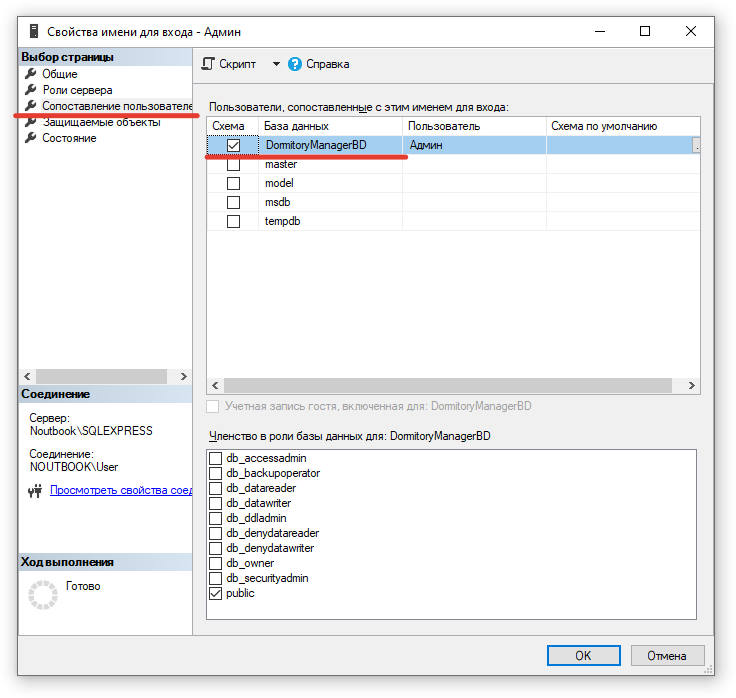 Свойства имени для входа - Админ
Выбор страницы
Общие
Роли сервера
Сопоставление пользователе
Защищаемые объекты
Состояние
Скрипт
Справка
Пользователи, сопоставленные с этим именем для входа:
Схема База данных Пользователь Схема по умолчанию
DormitoryManagerBD Админ
master
model
msdb
tempdb
Учетная запись гостя, включенная для: DormitoryManagerBD
Членство в роли базы данных для: DormitoryManagerBD
db_accessadmin
db_backupoperator
db_datareader
db_datawriter
db_ddladmin
db_denydatareader
db_denydatawriter
db_owner
db_securityadmin
public
Соединение
Сервер:
Noutbook\SQLEXPRESS
Соединение:
NOUTBOOK\User
Просмотреть свойства соед
Ход выполнения
Готово
OK
Отмена